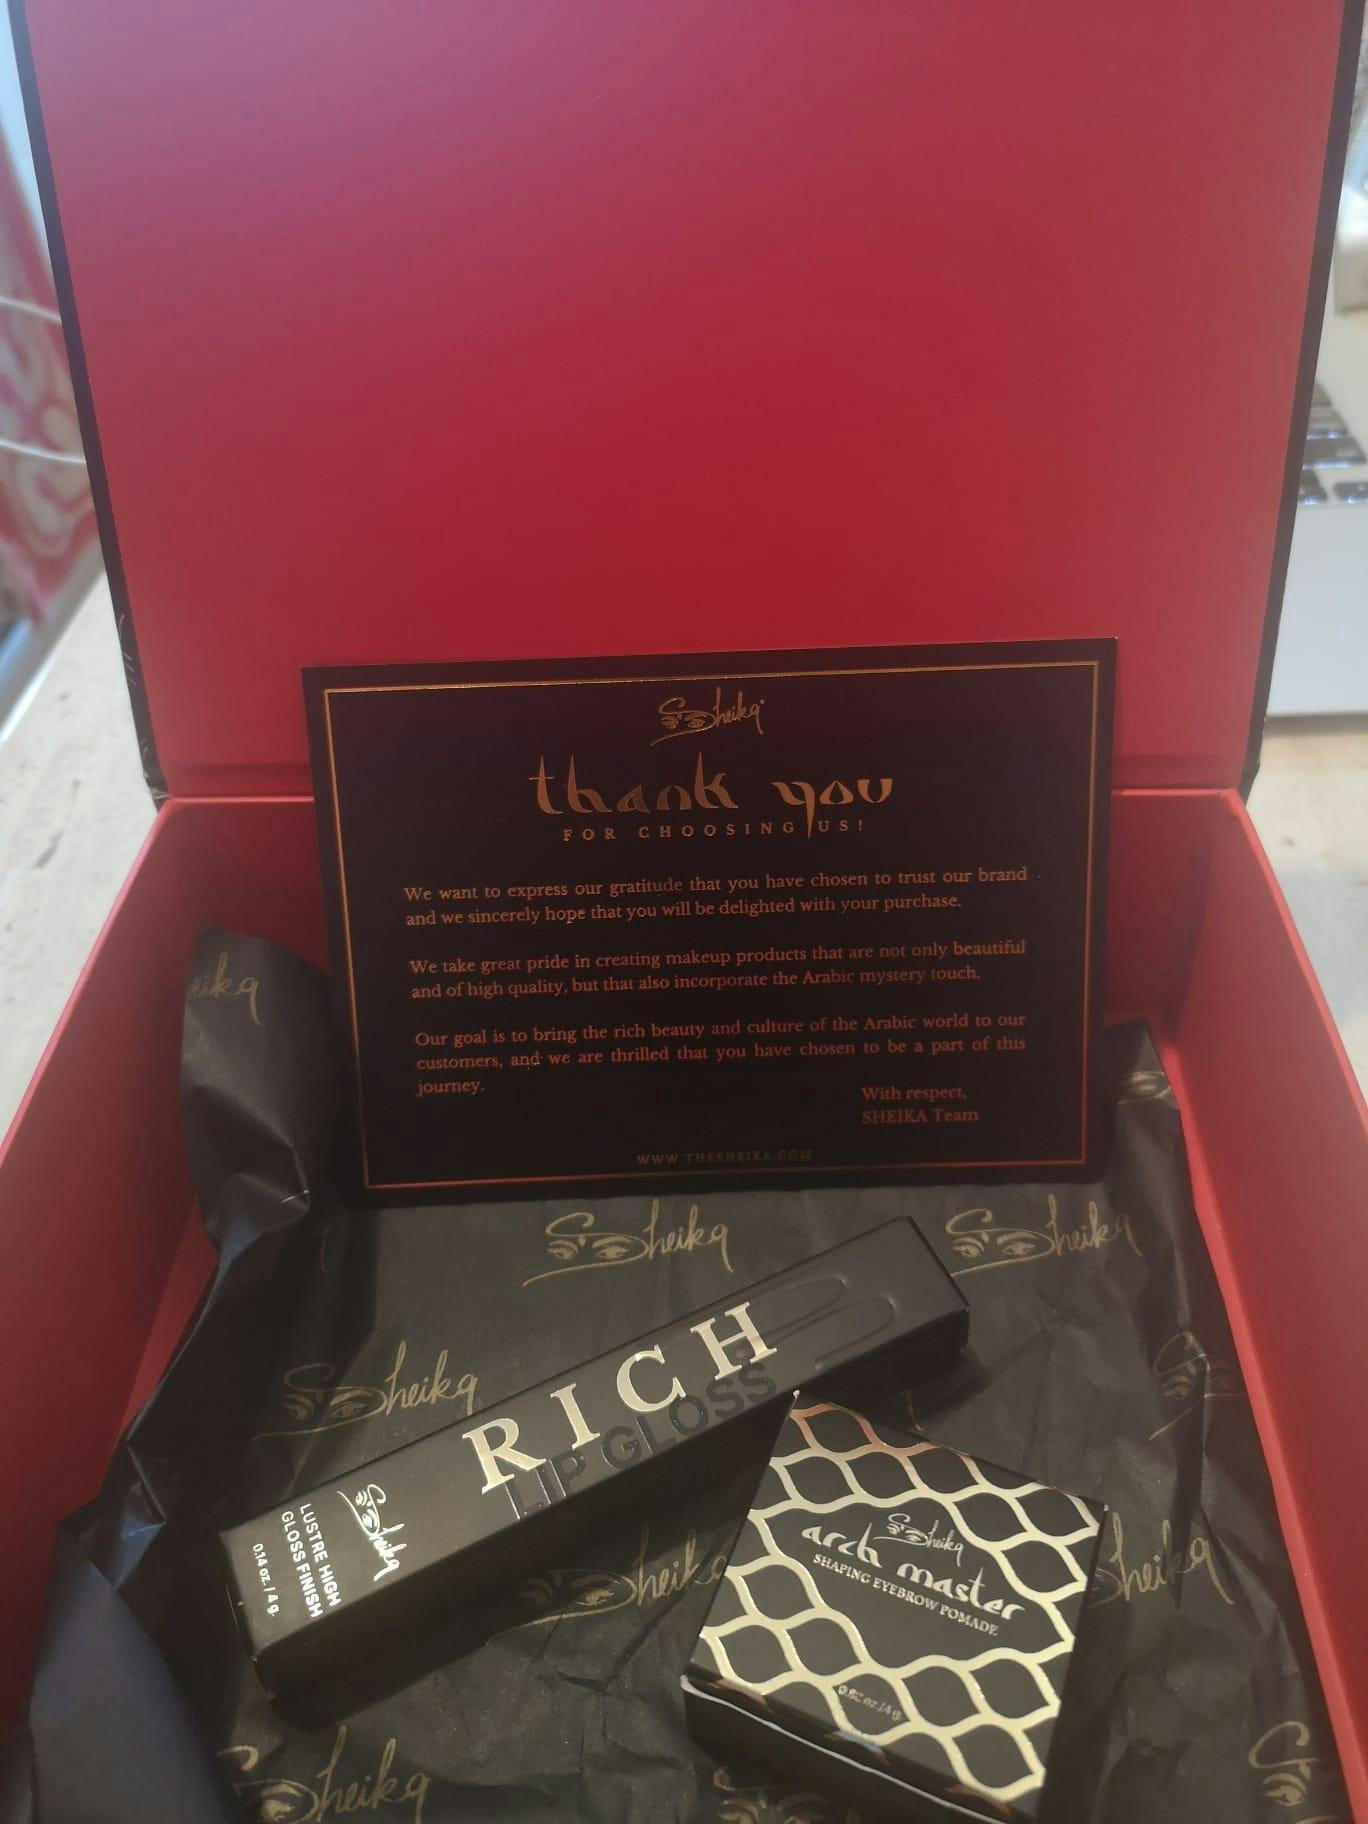 Sheika
thank you
FOR CHOOSING US!
We want to express our gratitude that you have chosen to trust our brand
and we sincerely hope that you will be delighted with your purchase.
We take great pride in creating makeup products that are not only beautiful
and of high quality, but that also incorporate the Arabic mystery touch.
Our goal is to bring the rich beauty and culture of the Arabic world to our
customers, and we are thrilled that you have chosen to be a part of this
journey.
With respect,
SHEIKA Team
WWW.THESHEIKA.COM
eika
Sheika
Sheika
Sheika
RICH
LIP GLOSS
Sheika
LUSTRE HIGH
GLOSS FINISH
0.14 oz. / 4 g.
Sheika
arch master
SHAPING EYEBROW POMADE
Sheika
Sheika
Sheika